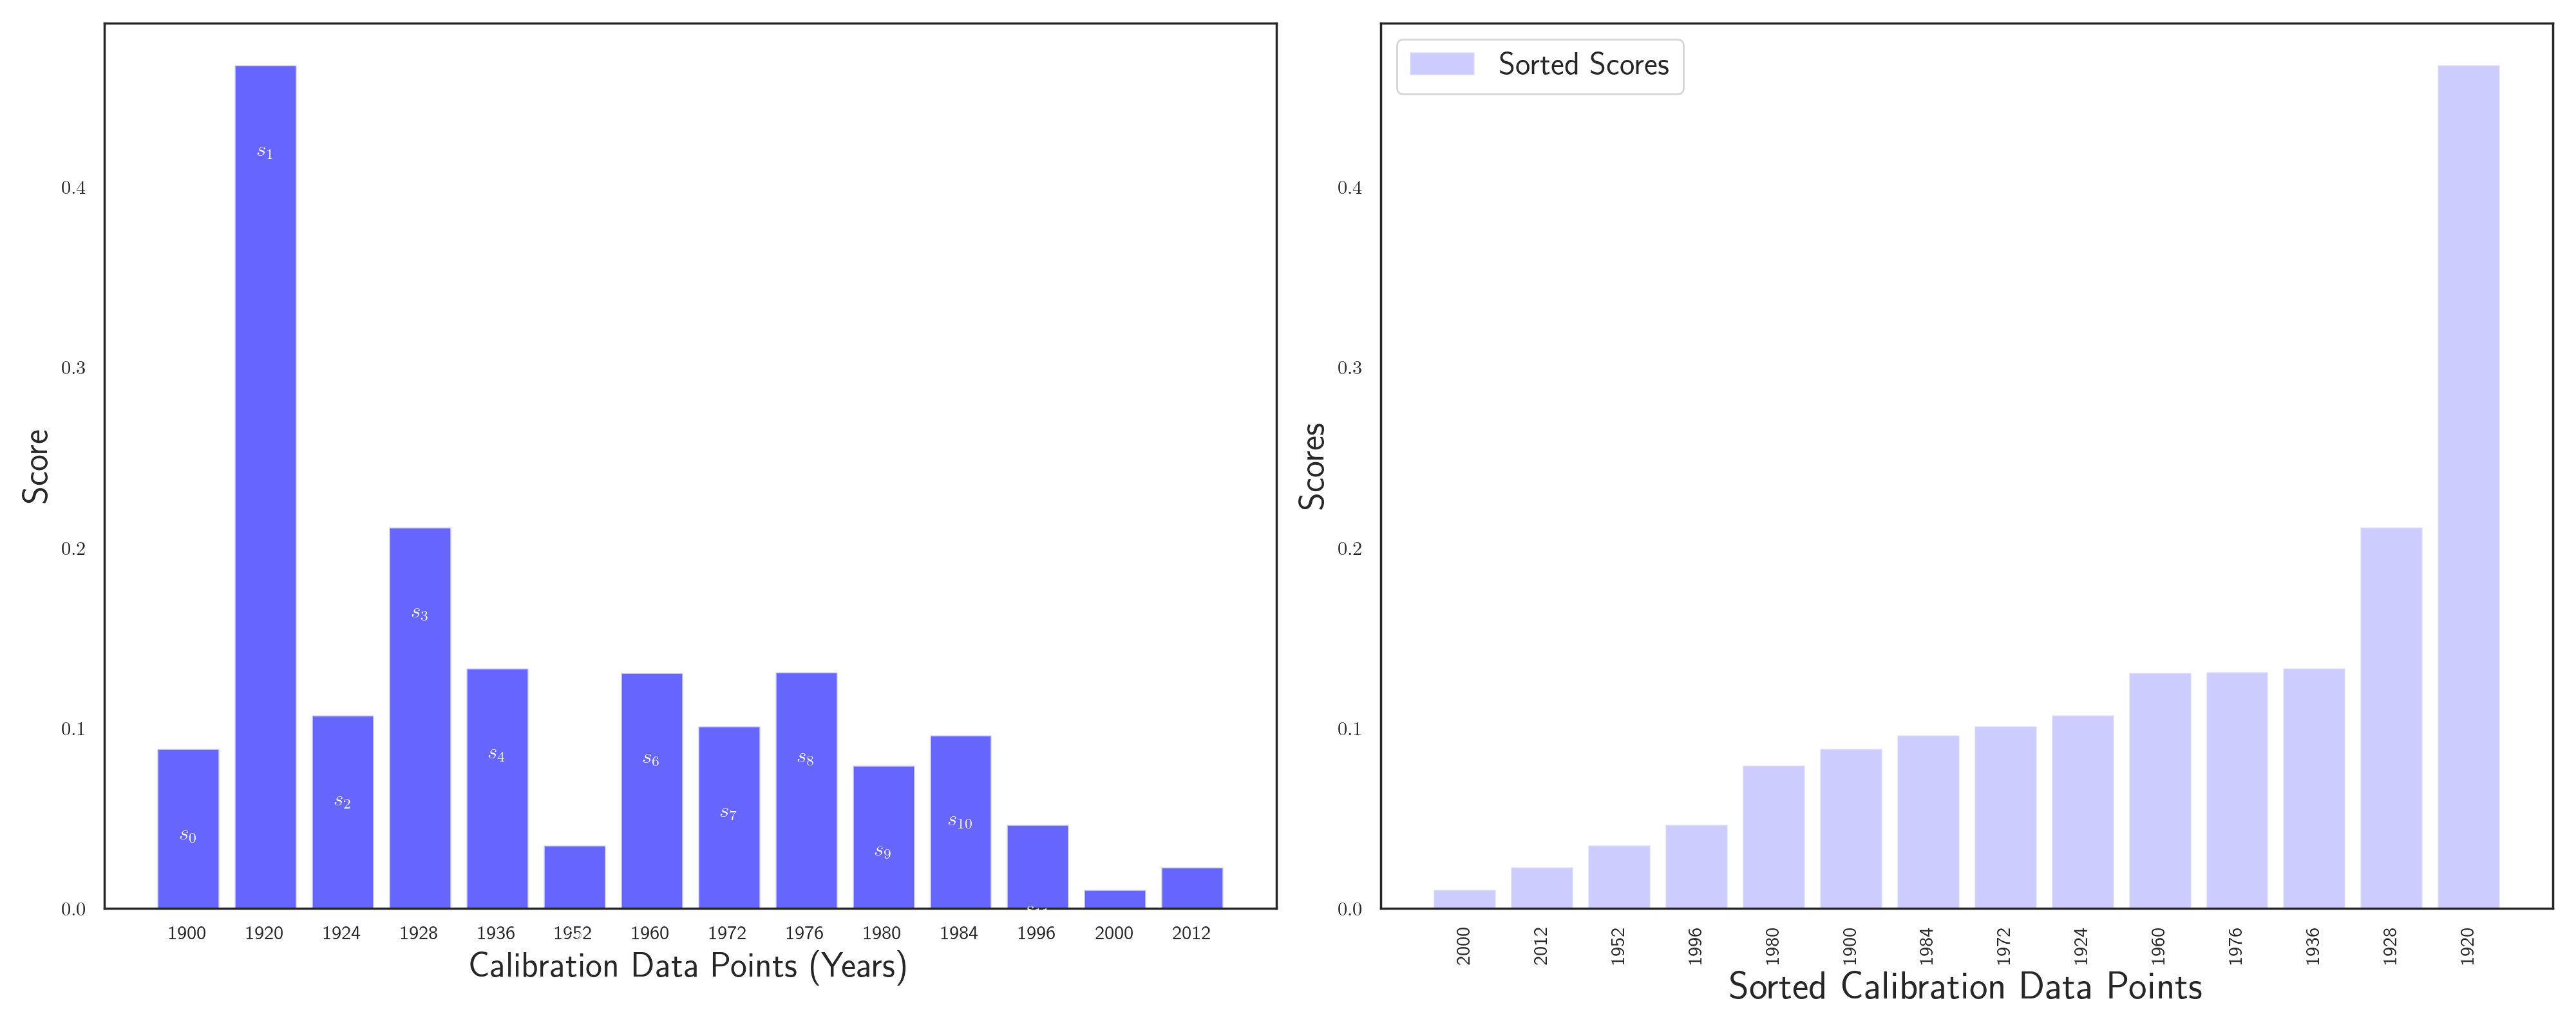 Score
0.4
0.3
0.2
0.1
0.0
s₁
s₃
s₄
s₆
s₈
s₂
s₇
s₁₀
s₀
s₉
1900 1920 1924 1928 1936 1952 1960 1972 1976 1980 1984 1996 2000 2012
Calibration Data Points (Years)
Sorted Scores
Scores
0.4
0.3
0.2
0.1
0.0
2000 2012 1952 1996 1980 1900 1984 1972 1924 1960 1976 1936 1928 1920
Sorted Calibration Data Points